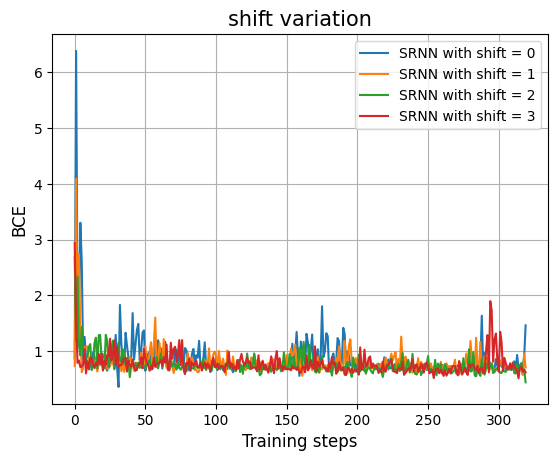 shift variation
SRNN with shift = 0
SRNN with shift = 1
SRNN with shift = 2
SRNN with shift = 3
BCE
6
5
4
3
2
1
0 50 100 150 200 250 300
Training steps